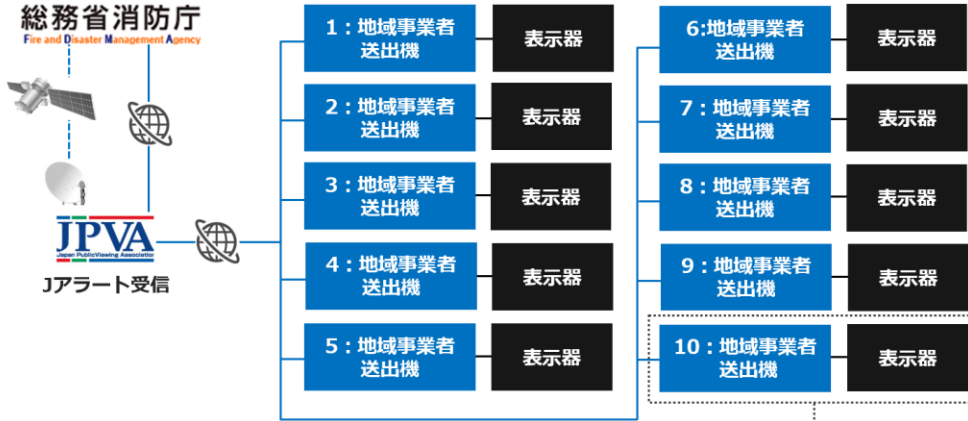 総務省消防庁
Fire and Disaster Management Agency
JPVA
Japan PublicViewing Association
Jアラート受信
1：地域事業者
送出機
表示器
2：地域事業者
送出機
表示器
3：地域事業者
送出機
表示器
4：地域事業者
送出機
表示器
5：地域事業者
送出機
表示器
6:地域事業者
送出機
表示器
7：地域事業者
送出機
表示器
8：地域事業者
送出機
表示器
9：地域事業者
送出機
表示器
10：地域事業者
送出機
表示器